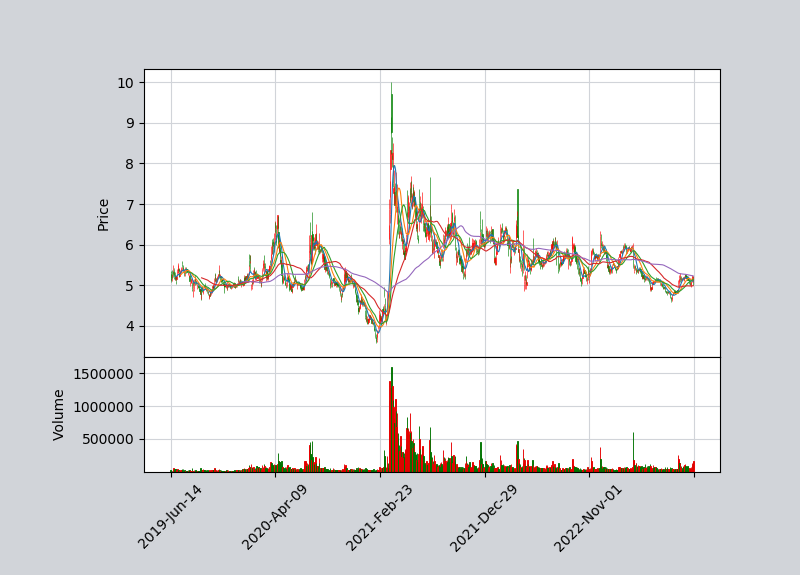 10
9
8
7
6
5
4
Price
1500000
1000000
500000
Volume
2019-Jun-14
2020-Apr-09
2021-Feb-23
2021-Dec-29
2022-Nov-01